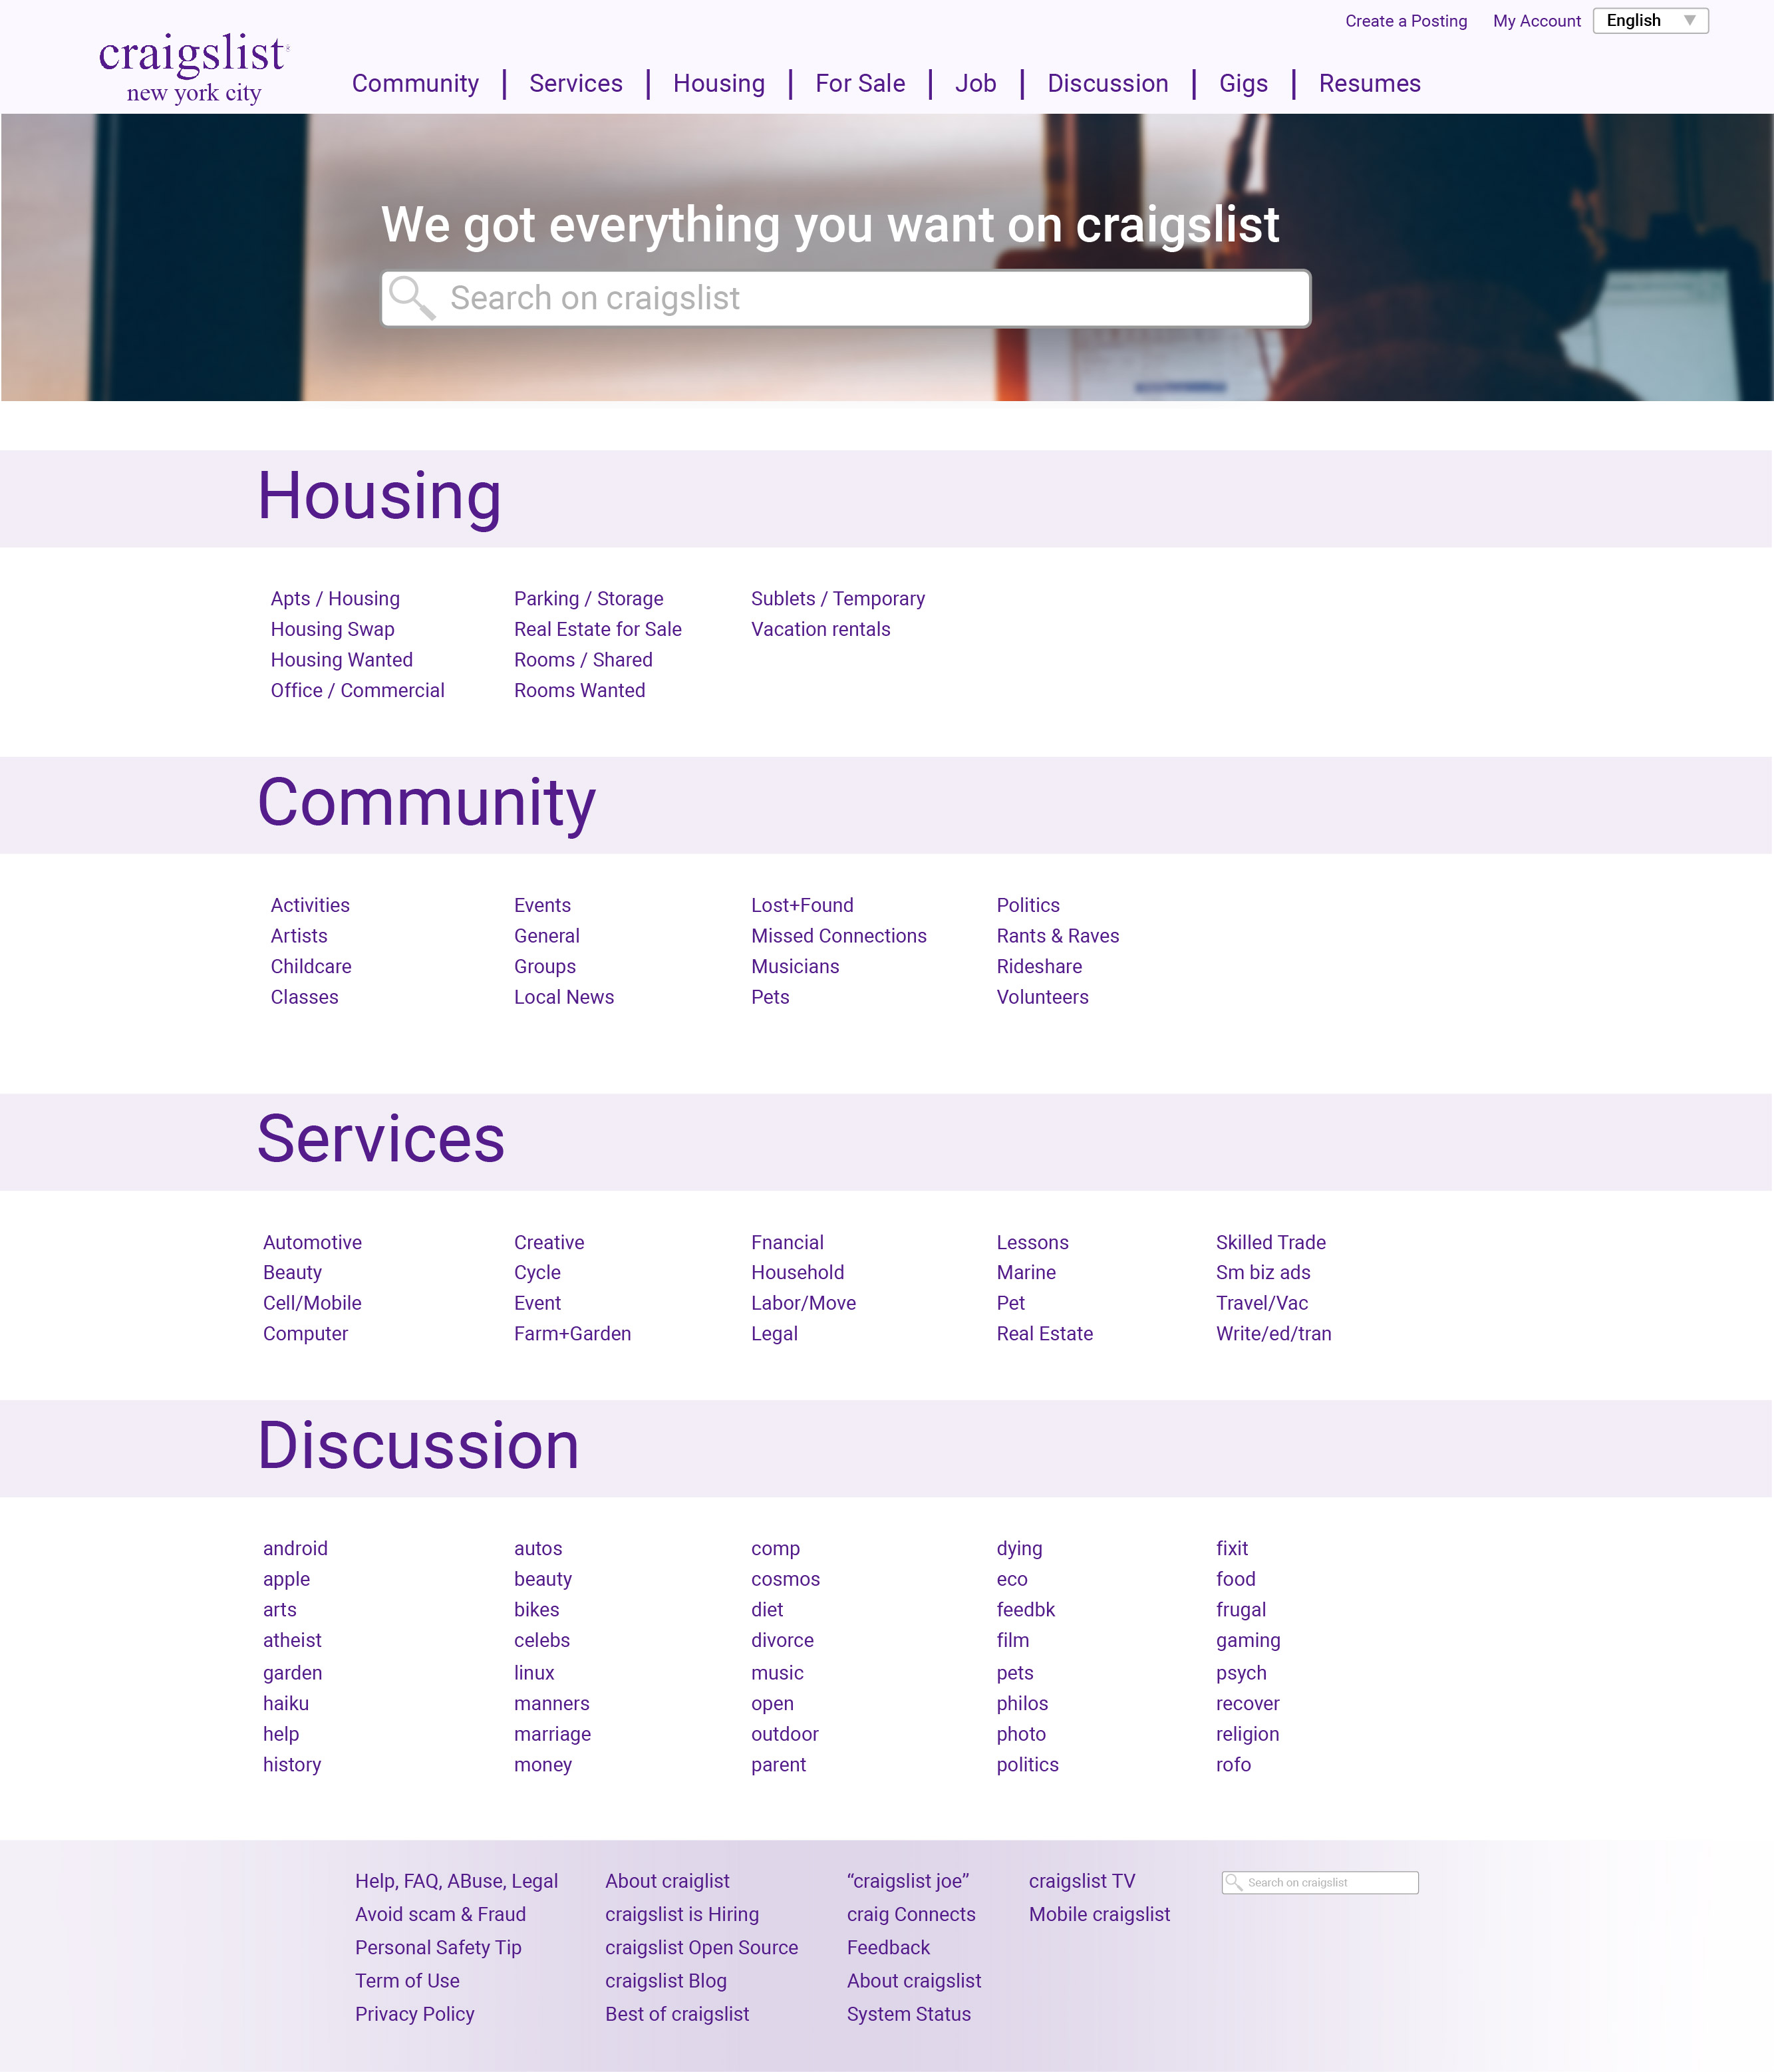 Create a Posting My Account English
craigslist
new york city
Community | Services | Housing | For Sale | Job | Discussion | Gigs | Resumes
We got everything you want on craigslist
Search on craigslist
Housing
Apts / Housing Parking / Storage Sublets / Temporary
Housing Swap Real Estate for Sale Vacation rentals
Housing Wanted Rooms / Shared
Office / Commercial Rooms Wanted
Community
Activities Events Lost+Found Politics
Artists General Missed Connections Rants & Raves
Childcare Groups Musicians Rideshare
Classes Local News Pets Volunteers
Services
Automotive Creative Fnancial Lessons Skilled Trade
Beauty Cycle Household Marine Sm biz ads
Cell/Mobile Event Labor/Move Pet Travel/Vac
Computer Farm+Garden Legal Real Estate Write/ed/tran
Discussion
android autos comp dying fixit
apple beauty cosmos eco food
arts bikes diet feedbk frugal
atheist celebs divorce film gaming
garden linux music pets psych
haiku manners open philos recover
help marriage outdoor photo religion
history money parent politics rofo
Help, FAQ, ABuse, Legal About craiglist “craigslist joe” craigslist TV Search on craigslist
Avoid scam & Fraud craigslist is Hiring craig Connects Mobile craigslist
Personal Safety Tip craigslist Open Source Feedback
Term of Use craigslist Blog About craigslist
Privacy Policy Best of craigslist System Status